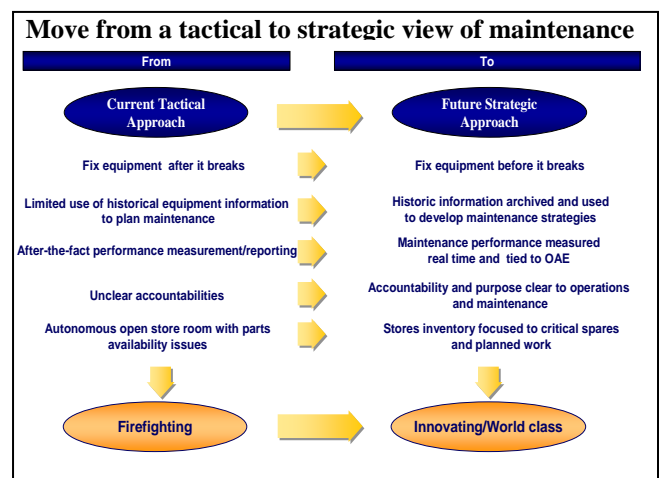 Move from a tactical to strategic view of maintenance
From
To
Current Tactical
Approach
Future Strategic
Approach
Fix equipment after it breaks
Fix equipment before it breaks
Limited use of historical equipment information
to plan maintenance
Historic information archived and used
to develop maintenance strategies
After-the-fact performance measurement/reporting
Maintenance performance measured
real time and tied to OAE
Unclear accountabilities
Accountability and purpose clear to operations
and maintenance
Autonomous open store room with parts
availability issues
Stores inventory focused to critical spares
and planned work
Firefighting
Innovating/World class